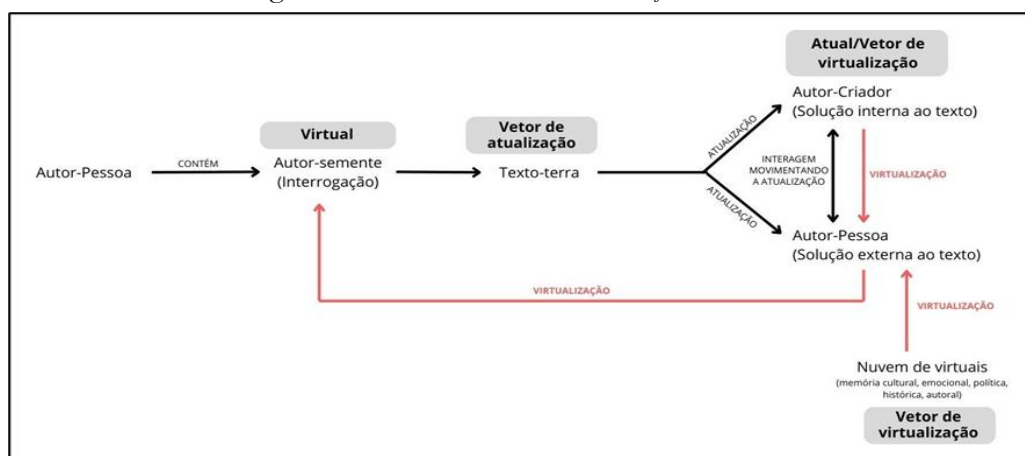 Atual/Vetor de
virtualização
Autor-Criador
(Solução interna ao texto)
Virtual
Vetor de
atualização
ATUALIZAÇÃO
Autor-Pessoa
CONTÉM
Autor-semente
(Interrogação)
Texto-terra
INTERAGEM
MOVIMENTANDO
A ATUALIZAÇÃO
VIRTUALIZAÇÃO
ATUALIZAÇÃO
Autor-Pessoa
(Solução externa ao texto)
VIRTUALIZAÇÃO
VIRTUALIZAÇÃO
Nuvem de virtuais
(memória cultural, emocional, política,
histórica, autoral)
Vetor de
virtualização